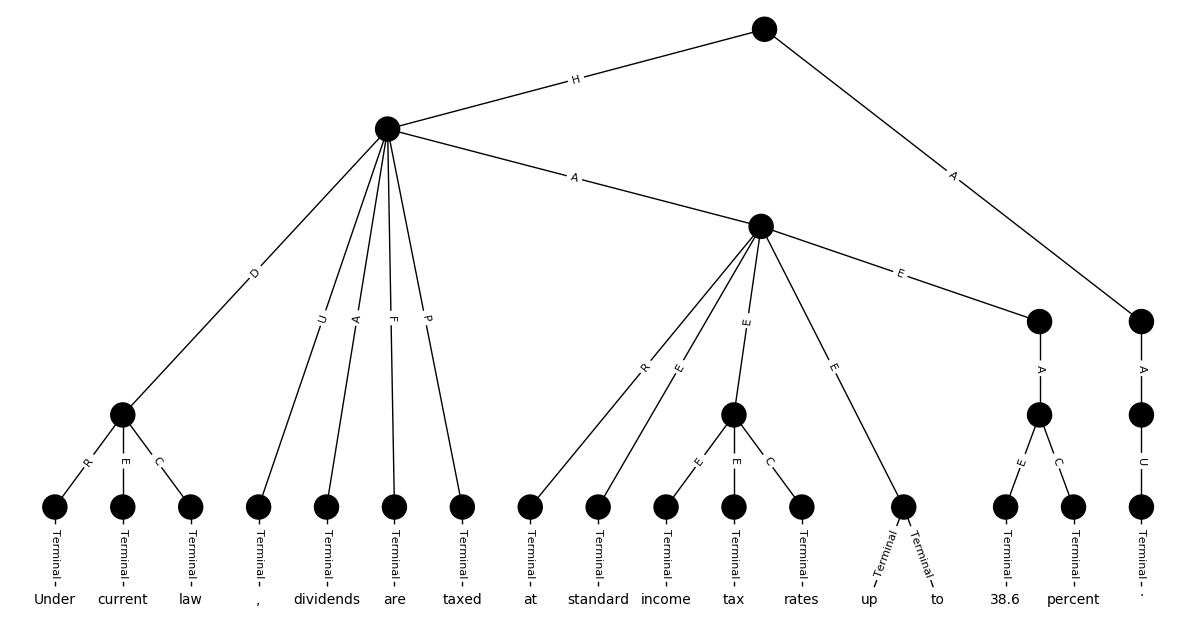 H
A
A
D
U
A
F
P
E
R
E
E
E
A
A
R
E
C
E
E
C
E
C
U
Terminal Terminal Terminal Terminal Terminal Terminal Terminal Terminal Terminal Terminal Terminal Terminal Terminal Terminal Terminal Terminal Terminal
Under current law , dividends are taxed at standard income tax rates up to 38.6 percent .